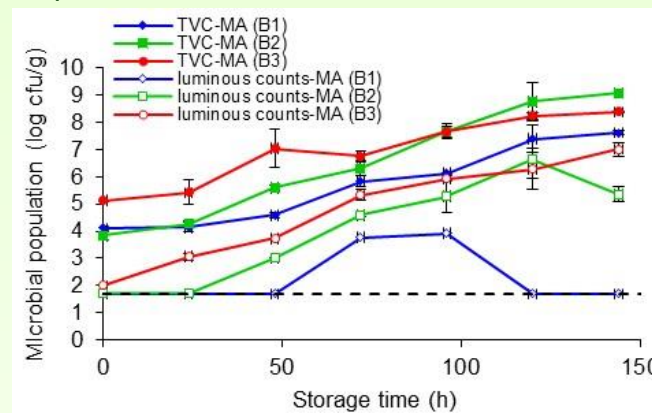 TVC-MA (B1)
TVC-MA (B2)
TVC-MA (B3)
luminous counts-MA (B1)
luminous counts-MA (B2)
luminous counts-MA (B3)
MIcrobial population (log cfu/g)
10
9
8
7
6
5
4
3
2
1
0
0
50
100
150
Storage time (h)